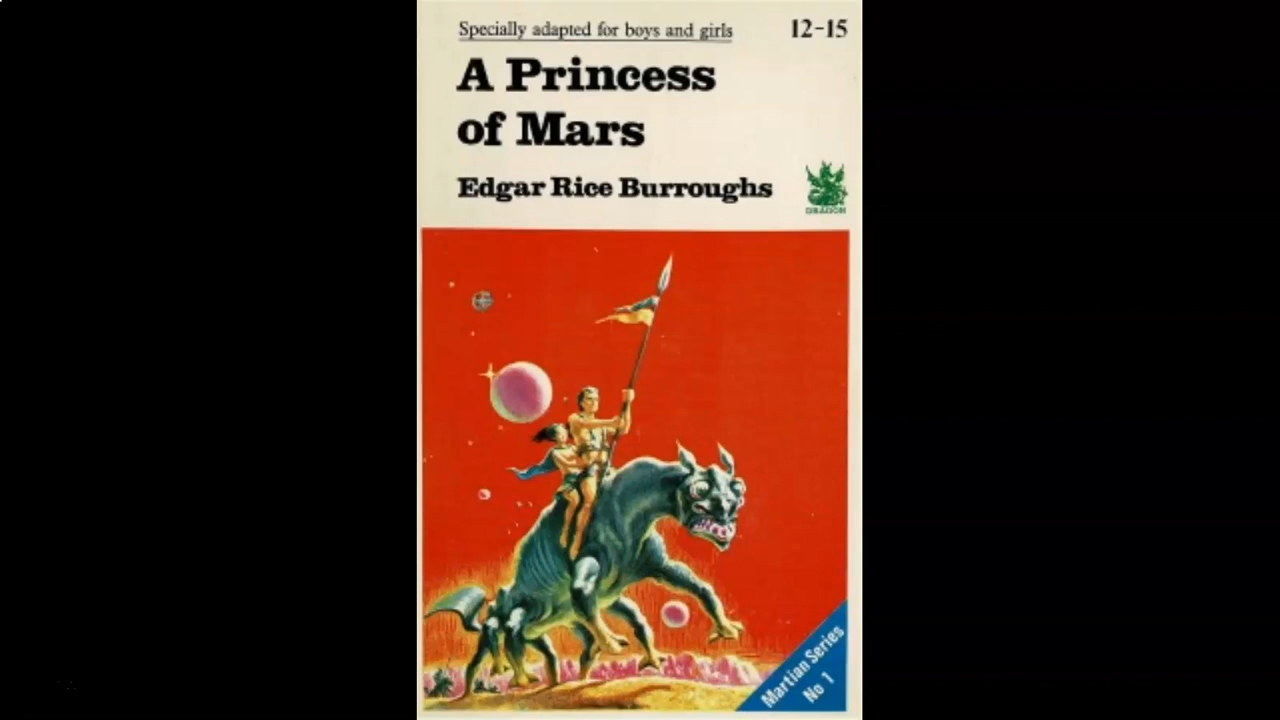 Specially adapted for boys and girls
12-15
A Princess
of Mars
Edgar Rice Burroughs
DRAGON
Martian Series
No 1